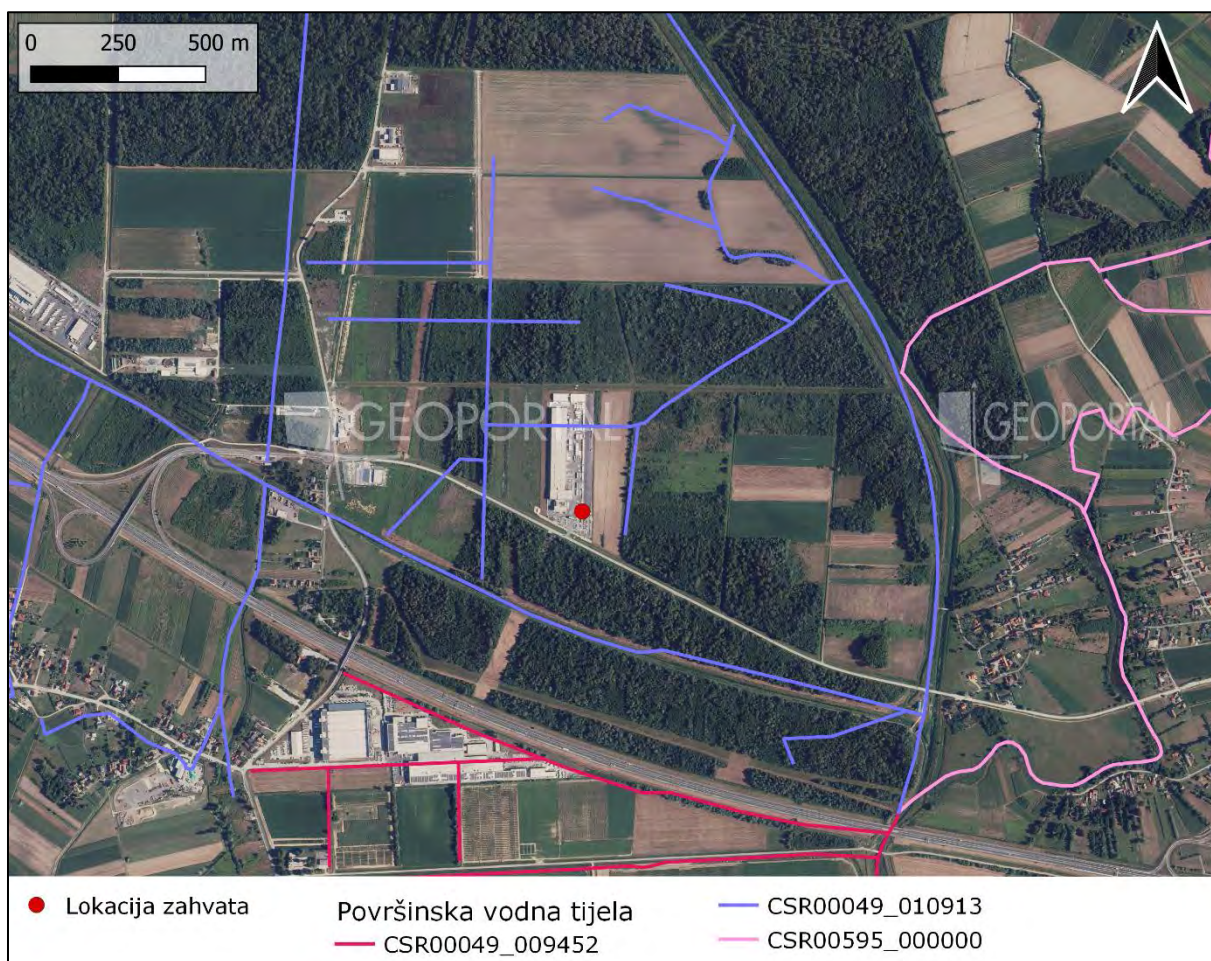 0 250 500 m
GEOPORTAL
GEOPORTAL
Lokacija zahvata
Površinska vodna tijela
CSR00049_009452
CSR00049_010913
CSR00595_000000